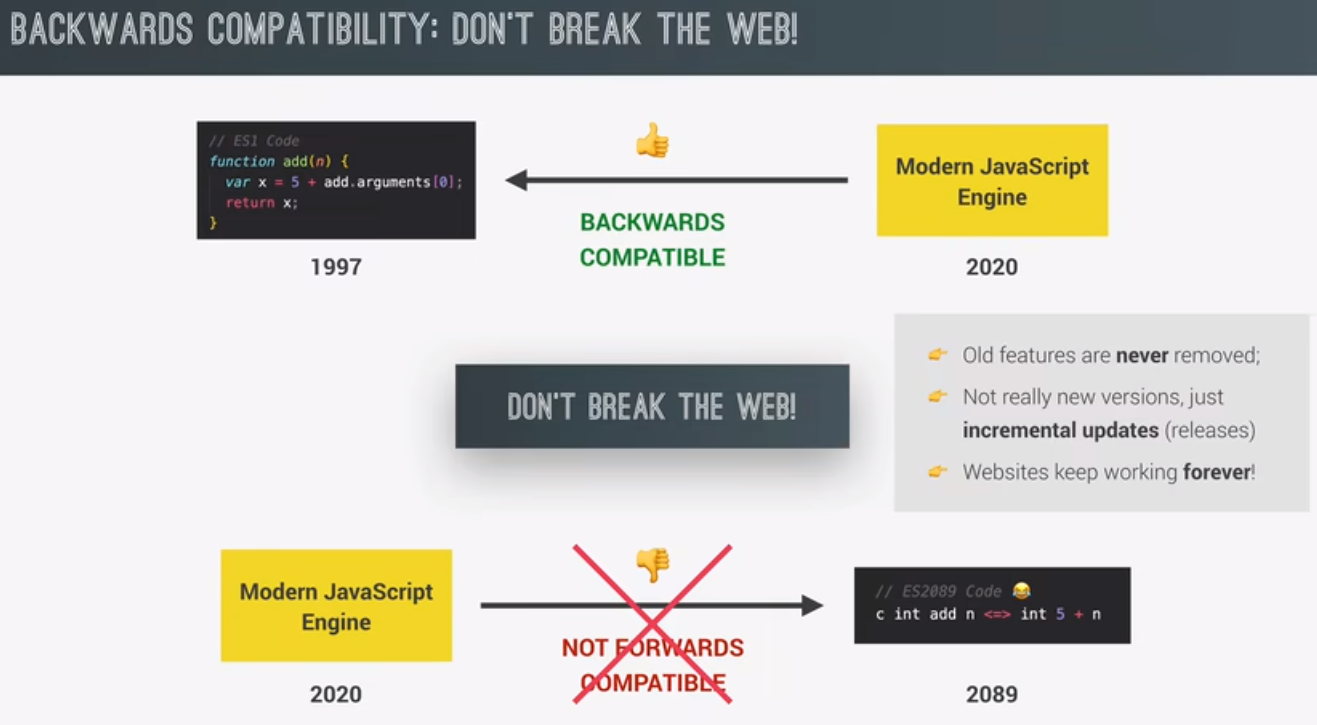 BACKWARDS COMPATIBILITY: DON'T BREAK THE WEB!
// ES1 Code
function add(n) {
var x = 5 + add.arguments[0];
return x;
}
1997
👍
BACKWARDS
COMPATIBLE
Modern JavaScript
Engine
2020
DON'T BREAK THE WEB!
👉 Old features are never removed;
👉 Not really new versions, just
incremental updates (releases)
👉 Websites keep working forever!
Modern JavaScript
Engine
2020
👎
NOT FORWARDS
COMPATIBLE
// ES2089 Code 😂
c int add n <=> int 5 + n
2089